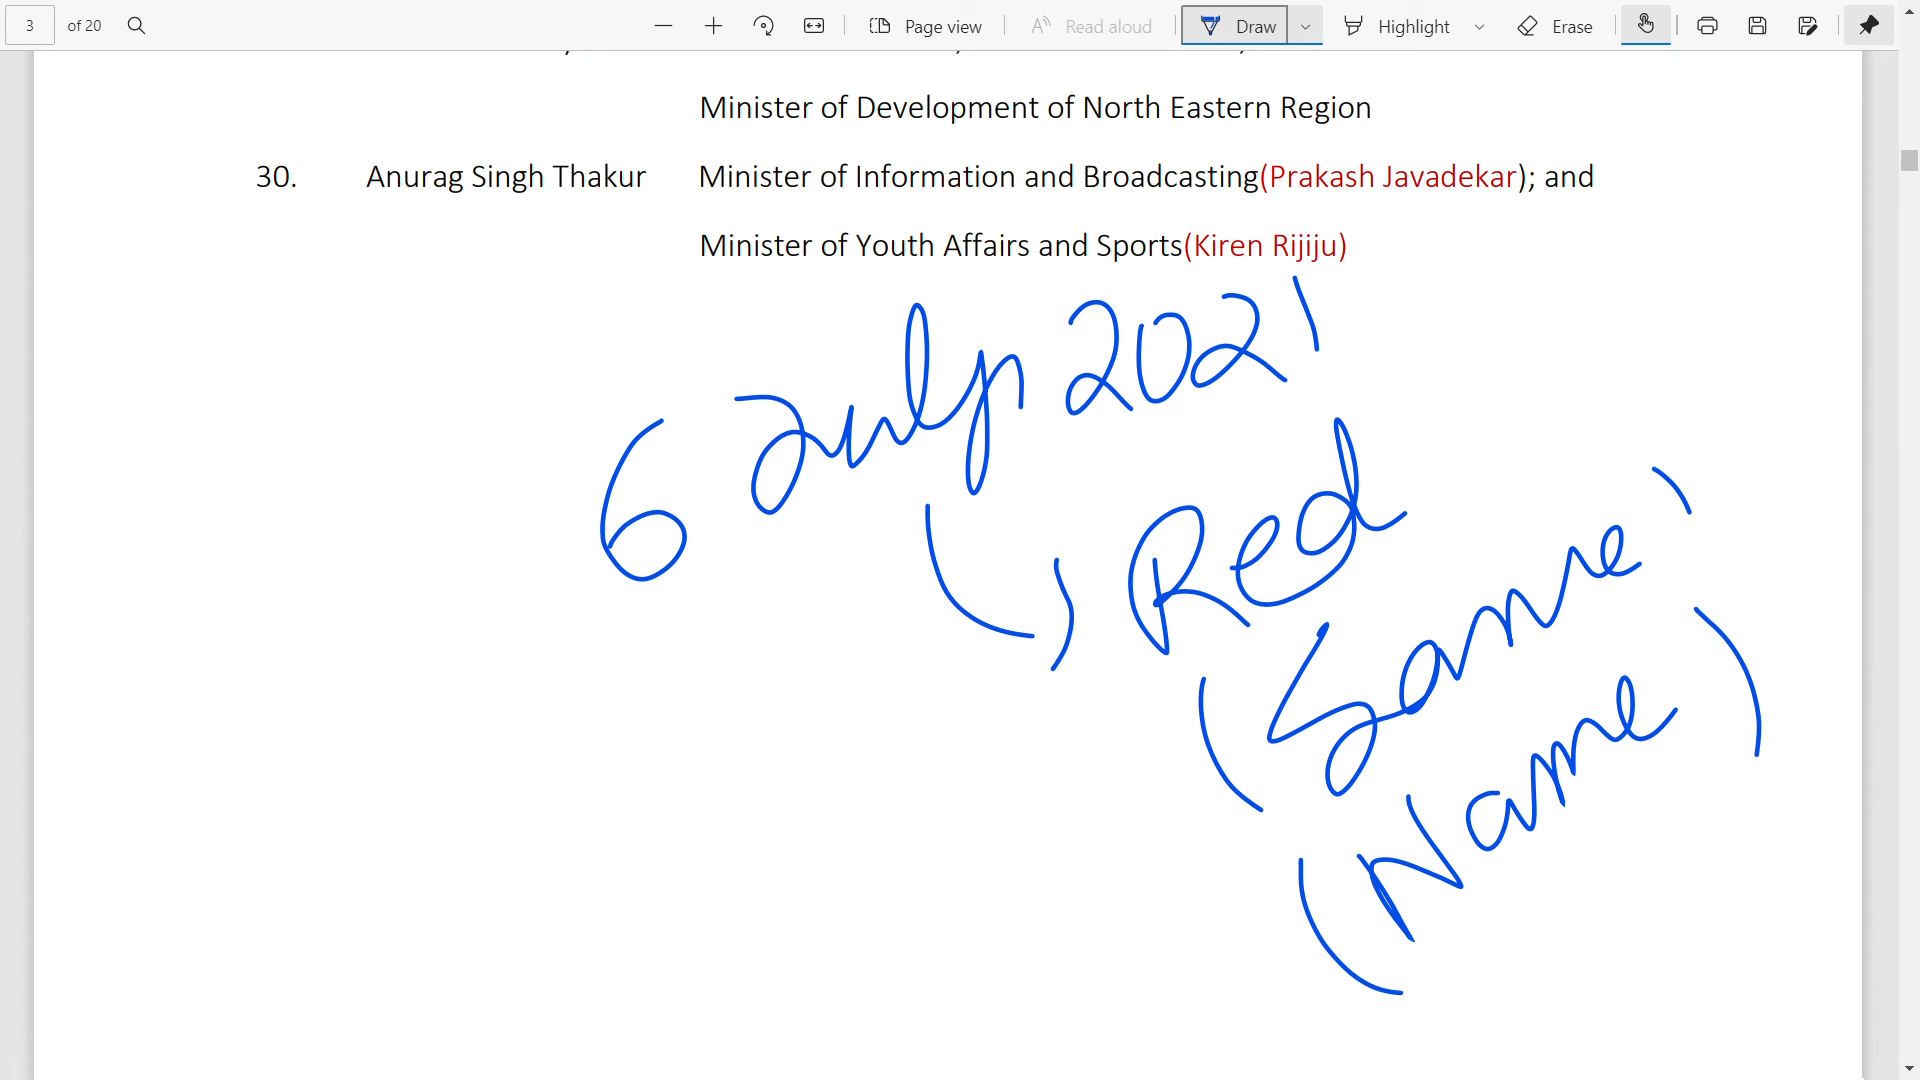 3 of 20 Page view Read aloud Draw Highlight Erase
Minister of Development of North Eastern Region
30. Anurag Singh Thakur Minister of Information and Broadcasting(Prakash Javadekar); and
Minister of Youth Affairs and Sports(Kiren Rijiju)
6 July 2021
Red
(Same)
(Name)